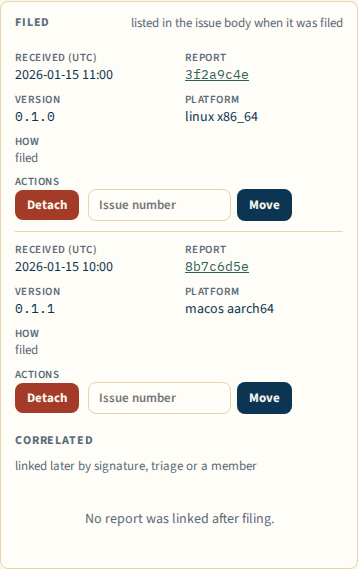 FILED listed in the issue body when it was filed
RECEIVED (UTC) REPORT
2026-01-15 11:00 3f2a9c4e
VERSION PLATFORM
0.1.0 linux x86_64
HOW
filed
ACTIONS
Detach Issue number Move
RECEIVED (UTC) REPORT
2026-01-15 10:00 8b7c6d5e
VERSION PLATFORM
0.1.1 macos aarch64
HOW
filed
ACTIONS
Detach Issue number Move
CORRELATED
linked later by signature, triage or a member
No report was linked after filing.